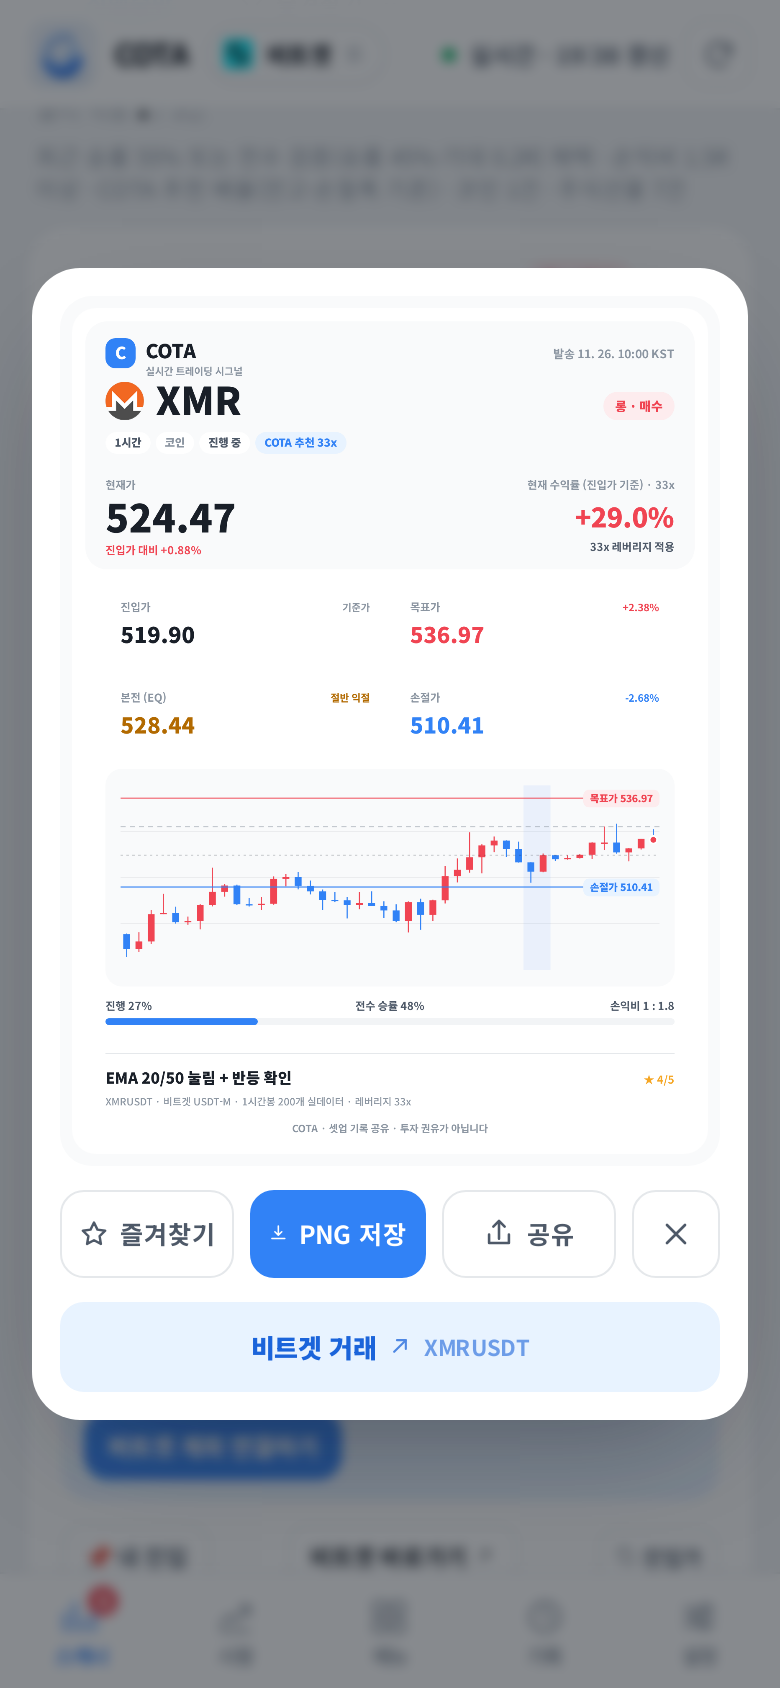 COTA
C COTA
발송 11. 26. 10:00 KST
실시간 트레이딩 시그널
XMR
롱 · 매수
1시간 코인 진행 중 COTA 추천 33x
현재가
현재 수익률 (진입가 기준) · 33x
524.47
+29.0%
진입가 대비 +0.88%
33x 레버리지 적용
진입가 기준가
목표가 +2.38%
519.90
536.97
본전 (EQ) 절반 익절
손절가 -2.68%
528.44
510.41
목표가 536.97
손절가 510.41
진행 27% 전수 승률 48% 손익비 1 : 1.8
EMA 20/50 눌림 + 반등 확인
★ 4/5
XMRUSDT · 비트겟 USDT-M · 1시간봉 200개 실데이터 · 레버리지 33x
COTA · 셋업 기록 공유 · 투자 권유가 아닙니다
즐겨찾기 PNG 저장 공유
비트겟 거래 ↗ XMRUSDT